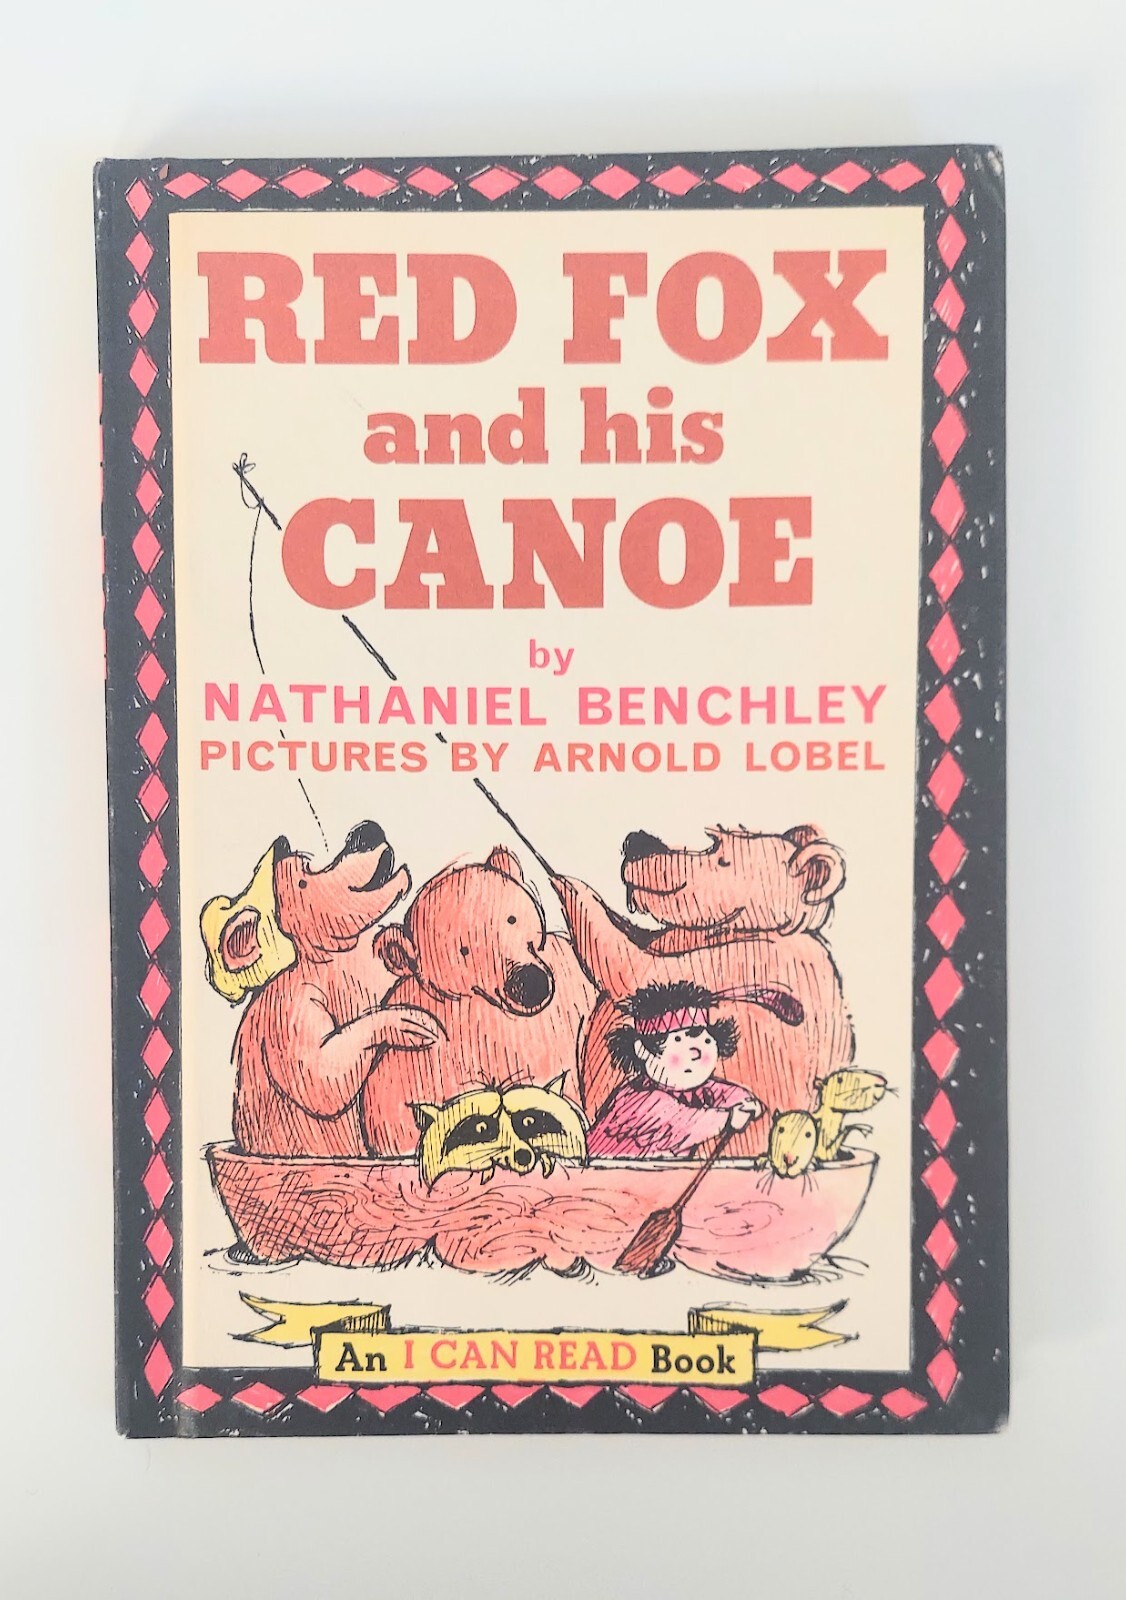 RED FOX
and his
CANOE
by
NATHANIEL BENCHLEY
PICTURES BY ARNOLD LOBEL
An I CAN READ Book